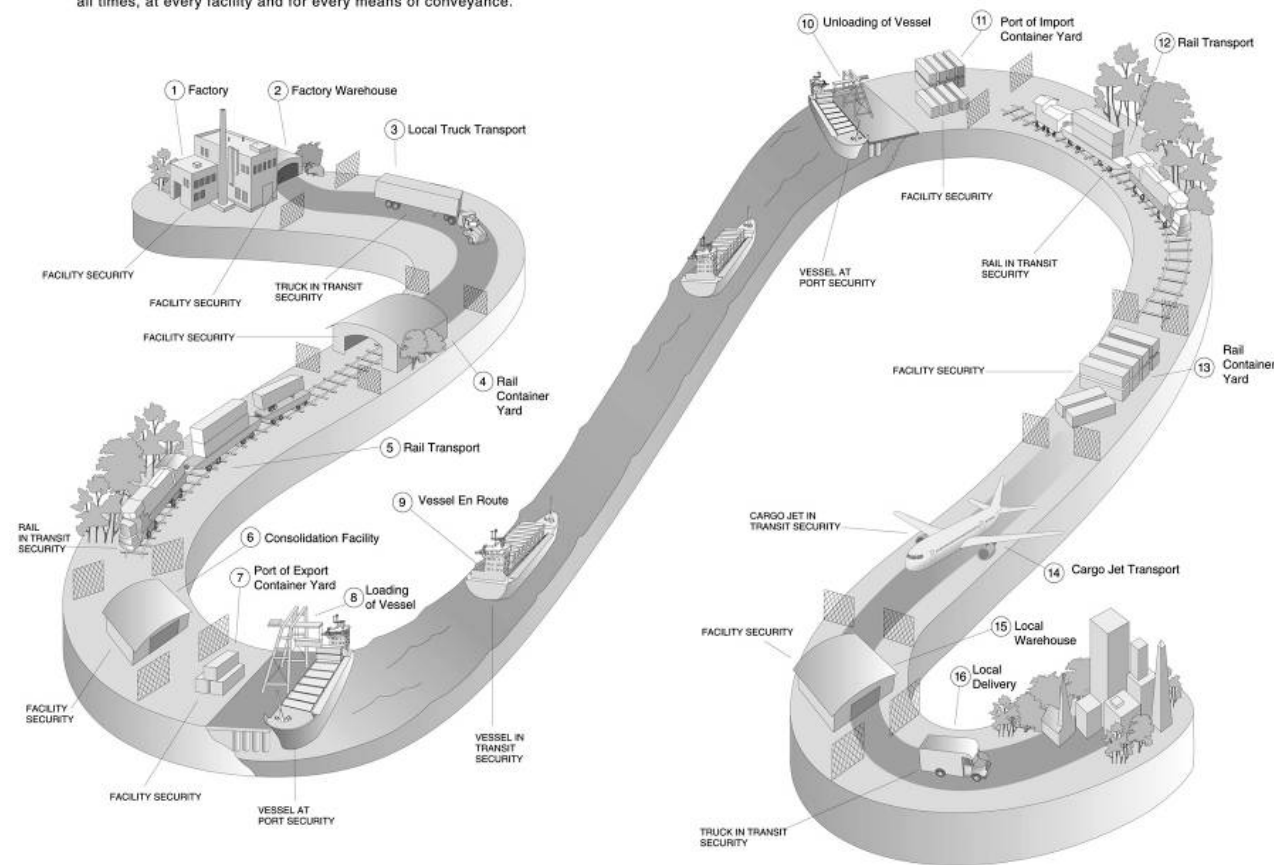 all times, at every facility and for every means of conveyance.
1 Factory
2 Factory Warehouse
3 Local Truck Transport
FACILITY SECURITY
FACILITY SECURITY
TRUCK IN TRANSIT
SECURITY
FACILITY SECURITY
4 Rail
Container
Yard
5 Rail Transport
RAIL
IN TRANSIT
SECURITY
6 Consolidation Facility
7 Port of Export
Container Yard
8 Loading
of Vessel
FACILITY
SECURITY
FACILITY SECURITY
VESSEL AT
PORT SECURITY
9 Vessel En Route
VESSEL IN
TRANSIT
SECURITY
10 Unloading of Vessel
11 Port of Import
Container Yard
12 Rail Transport
FACILITY SECURITY
VESSEL AT
PORT SECURITY
RAIL IN TRANSIT
SECURITY
FACILITY SECURITY
13 Rail
Container
Yard
CARGO JET IN
TRANSIT SECURITY
14 Cargo Jet Transport
FACILITY SECURITY
15 Local
Warehouse
16 Local
Delivery
TRUCK IN TRANSIT
SECURITY